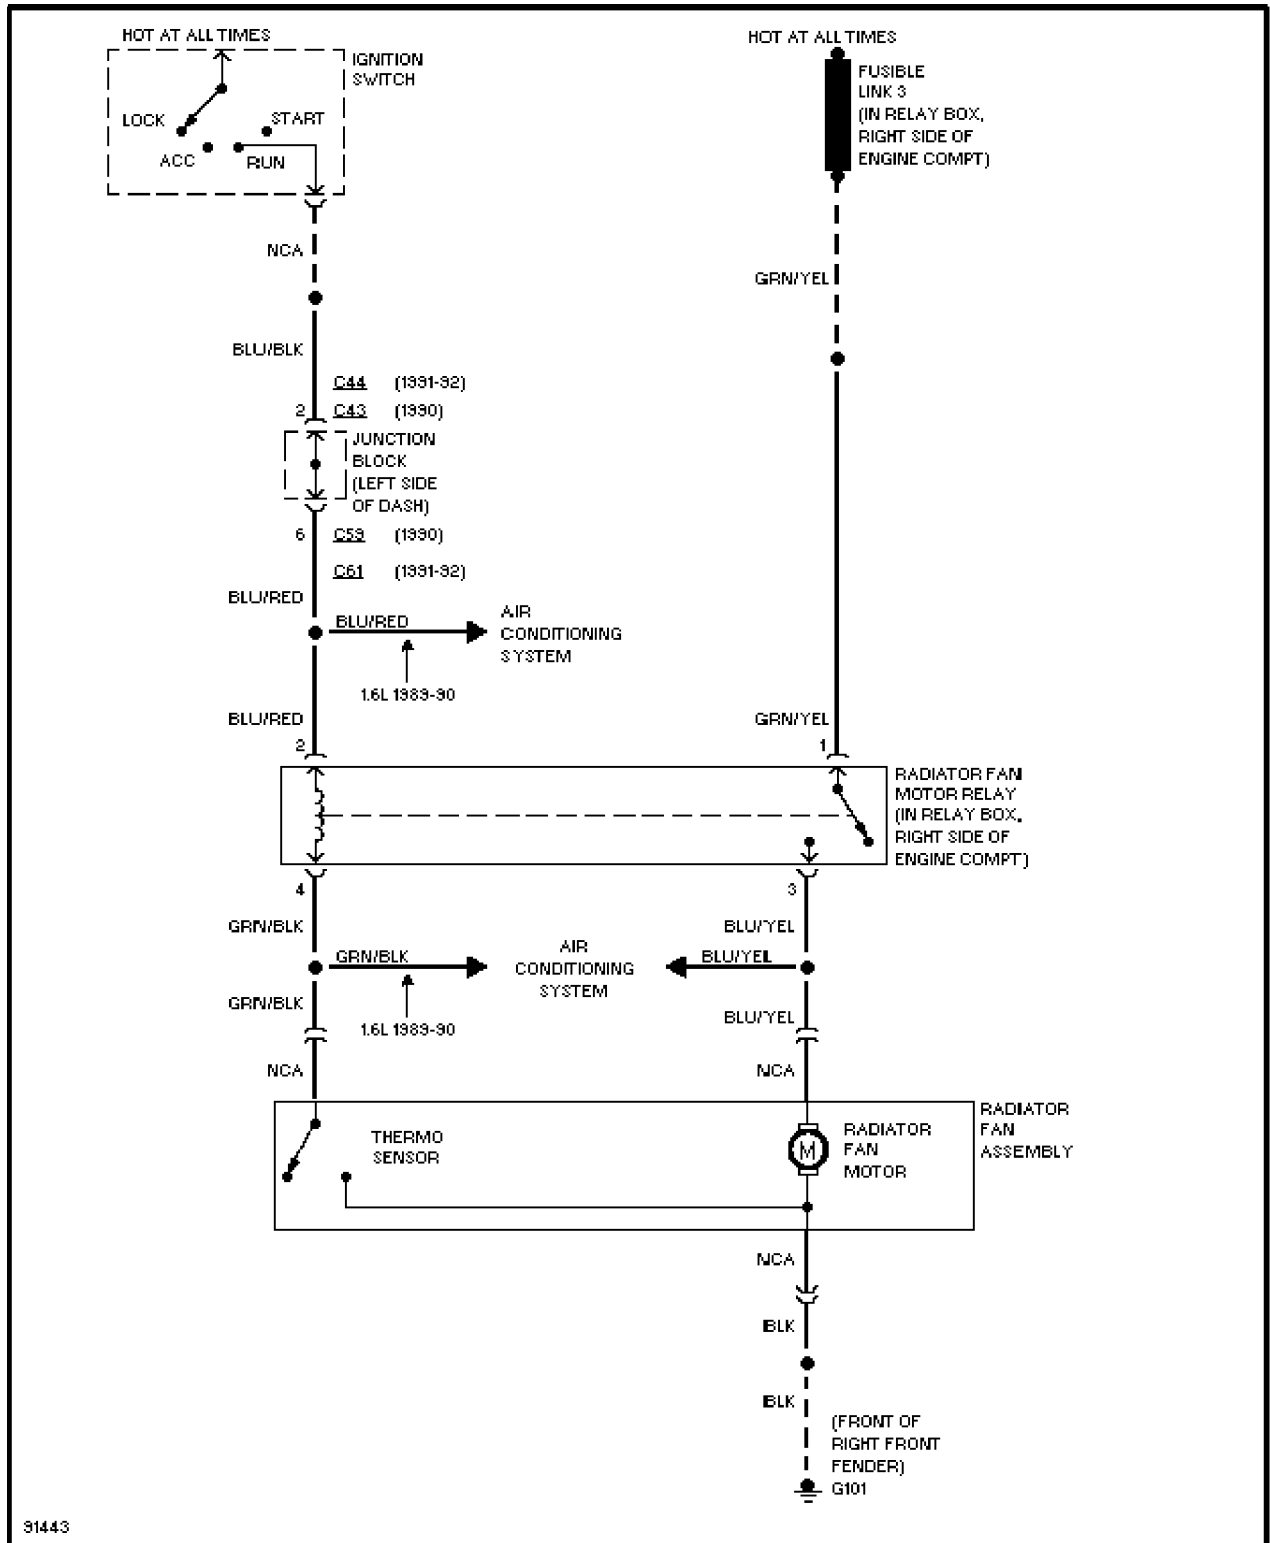 HOT AT ALL TIMES
IGNITION
SWITCH
LOCK
START
ACC
RUN
NCA
BLU/BLK
C44 (1991-92)
2 C43 (1990)
JUNCTION
BLOCK
(LEFT SIDE
OF DASH)
6 C59 (1990)
C61 (1991-92)
BLU/RED
BLU/RED
AIR
CONDITIONING
SYSTEM
1.6L 1989-90
BLU/RED
2
HOT AT ALL TIMES
FUSIBLE
LINK 3
(IN RELAY BOX,
RIGHT SIDE OF
ENGINE COMPT)
GRN/YEL
GRN/YEL
1
RADIATOR FAN
MOTOR RELAY
(IN RELAY BOX,
RIGHT SIDE OF
ENGINE COMPT)
4
3
GRN/BLK
BLU/YEL
GRN/BLK
AIR
CONDITIONING
SYSTEM
BLU/YEL
GRN/BLK
1.6L 1989-90
BLU/YEL
NCA
NCA
THERMO
SENSOR
M
RADIATOR
FAN
MOTOR
RADIATOR
FAN
ASSEMBLY
NCA
BLK
BLK
(FRONT OF
RIGHT FRONT
FENDER)
G101
91443